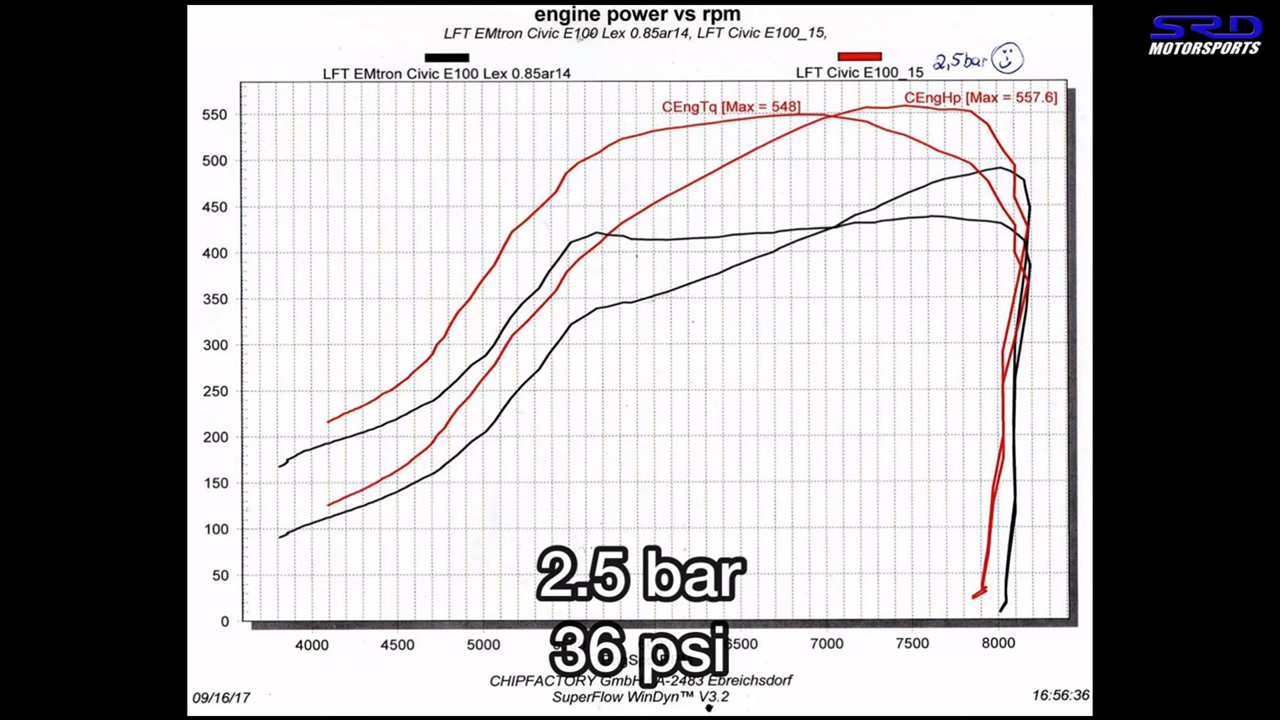 engine power vs rpm
LFT EMtron Civic E100 Lex 0.85ar14, LFT Civic E100_15,
SRD
MOTORSPORTS
2,5bar
LFT EMtron Civic E100 Lex 0.85ar14
LFT Civic E100_15
CEngTq [Max = 548]
CEngHp [Max = 557.6]
550
500
450
400
350
300
250
200
150
100
50
0
2.5 bar
36 psi
4000 4500 5000 6500 7000 7500 8000
CHIPFACTORY GmbH A-2483 Ebreichsdorf
09/16/17
SuperFlow WinDyn™ V3.2
16:56:36